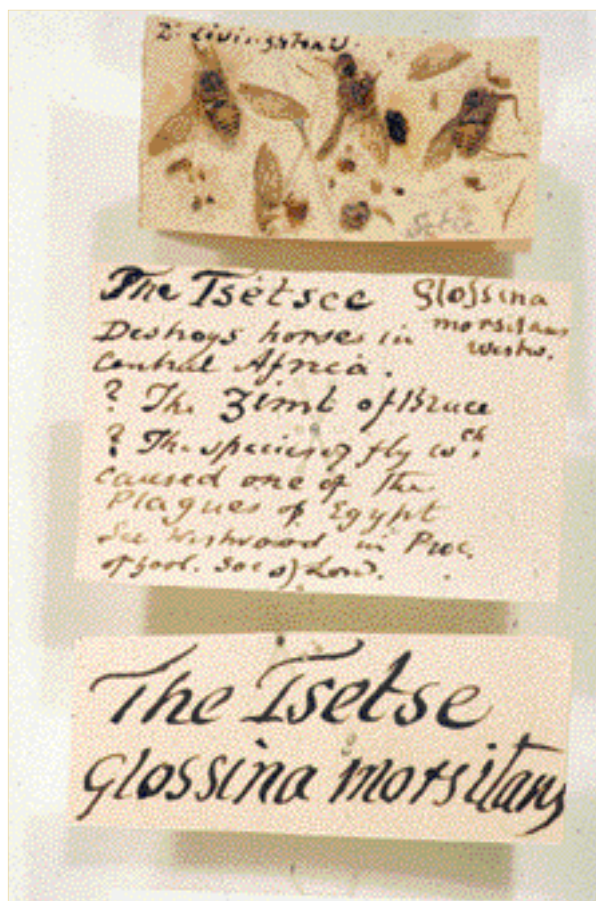 Dr. Livingstone.
The Tsetsee Glossina
Destroys horses in morsitans
Central Africa. Westw.
? The Zimb of Bruce
? The species of fly wch.
caused one of the
Plagues of Egypt
See Westwood in Proc.
of Zool. Soc of Lond.
The Tsetse
Glossina morsitans